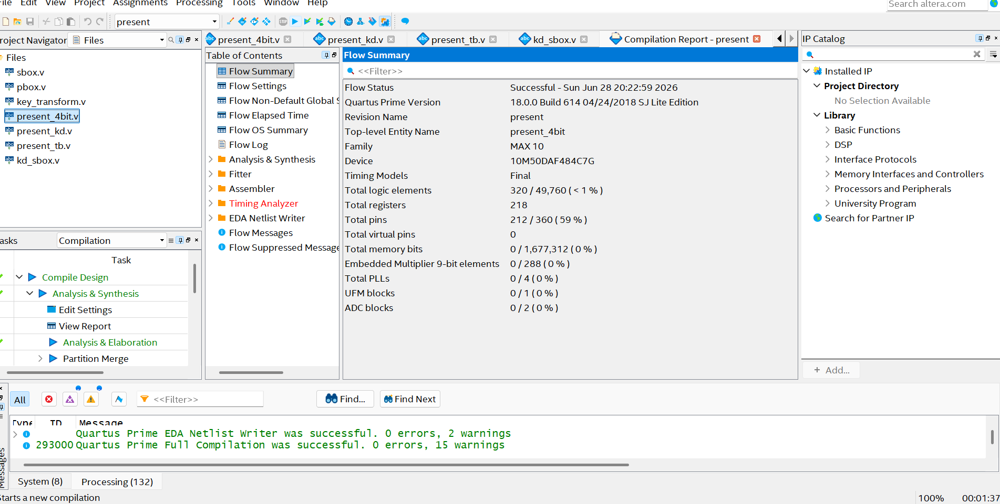 File Edit View Project Assignments Processing Tools Window Help
Search altera.com
present
Project Navigator Files
Files
sbox.v
pbox.v
key_transform.v
present_4bit.v
present_kd.v
present_tb.v
kd_sbox.v
Tasks Compilation
Task
Compile Design
Analysis & Synthesis
Edit Settings
View Report
Analysis & Elaboration
Partition Merge
present_4bit.v present_kd.v present_tb.v kd_sbox.v Compilation Report - present
Table of Contents
Flow Summary
Flow Settings
Flow Non-Default Global S
Flow Elapsed Time
Flow OS Summary
Flow Log
Analysis & Synthesis
Fitter
Assembler
Timing Analyzer
EDA Netlist Writer
Flow Messages
Flow Suppressed Message
Flow Summary
<<Filter>>
Flow Status Successful - Sun Jun 28 20:22:59 2026
Quartus Prime Version 18.0.0 Build 614 04/24/2018 SJ Lite Edition
Revision Name present
Top-level Entity Name present_4bit
Family MAX 10
Device 10M50DAF484C7G
Timing Models Final
Total logic elements 320 / 49,760 ( < 1 % )
Total registers 218
Total pins 212 / 360 ( 59 % )
Total virtual pins 0
Total memory bits 0 / 1,677,312 ( 0 % )
Embedded Multiplier 9-bit elements 0 / 288 ( 0 % )
Total PLLs 0 / 4 ( 0 % )
UFM blocks 0 / 1 ( 0 % )
ADC blocks 0 / 2 ( 0 % )
IP Catalog
Installed IP
Project Directory
No Selection Available
Library
Basic Functions
DSP
Interface Protocols
Memory Interfaces and Controllers
Processors and Peripherals
University Program
Search for Partner IP
+ Add...
All <<Filter>> Find... Find Next
Type ID Message
Quartus Prime EDA Netlist Writer was successful. 0 errors, 2 warnings
293000 Quartus Prime Full Compilation was successful. 0 errors, 15 warnings
Messages
System (8) Processing (132)
Starts a new compilation
100% 00:01:37